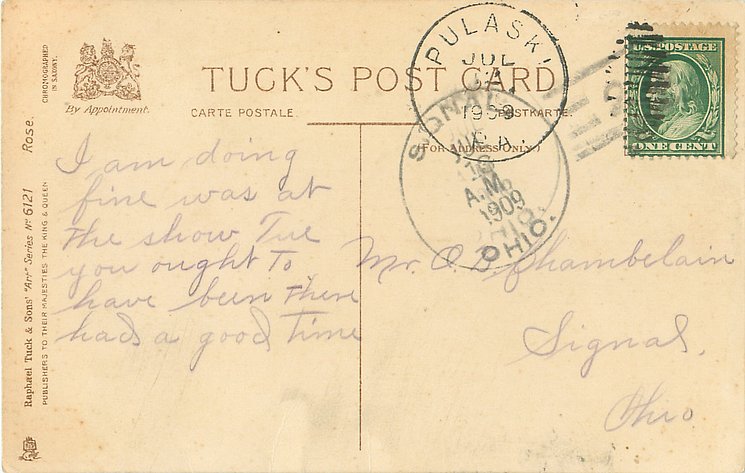 CHROMOGRAPHED
IN SAXONY.
By Appointment.
TUCK'S POST CARD
CARTE POSTALE.
POSTKARTE.
(For Address Only.)
PULASKI
JUL
1909
SIGNAL
A.M.
1909
OHIO.
U.S. POSTAGE
ONE CENT
Raphael Tuck & Sons' "Art" Series No 6121 Rose.
PUBLISHERS TO THEIR MAJESTIES THE KING & QUEEN
I am doing
fine was at
the show Tue
you ought to
have been there
had a good time
Mr. O. B. Chambelain
Signal.
Ohio